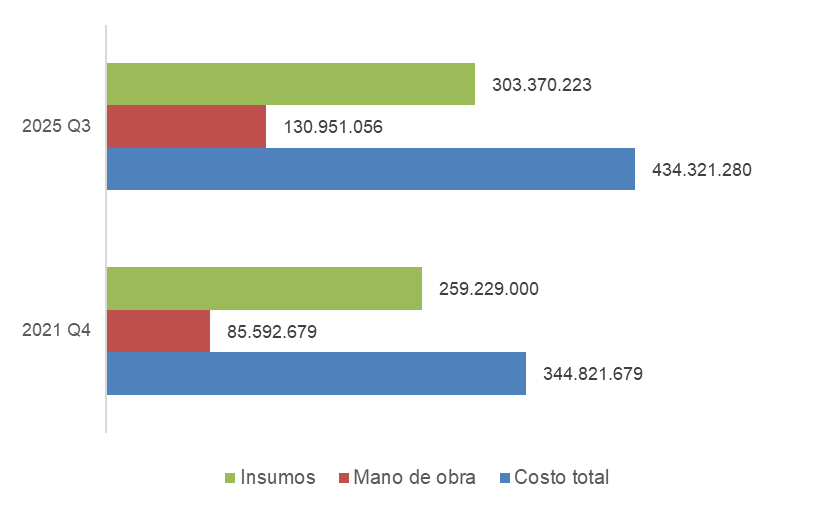 303.370.223
2025 Q3
130.951.056
434.321.280
259.229.000
2021 Q4
85.592.679
344.821.679
Insumos Mano de obra Costo total